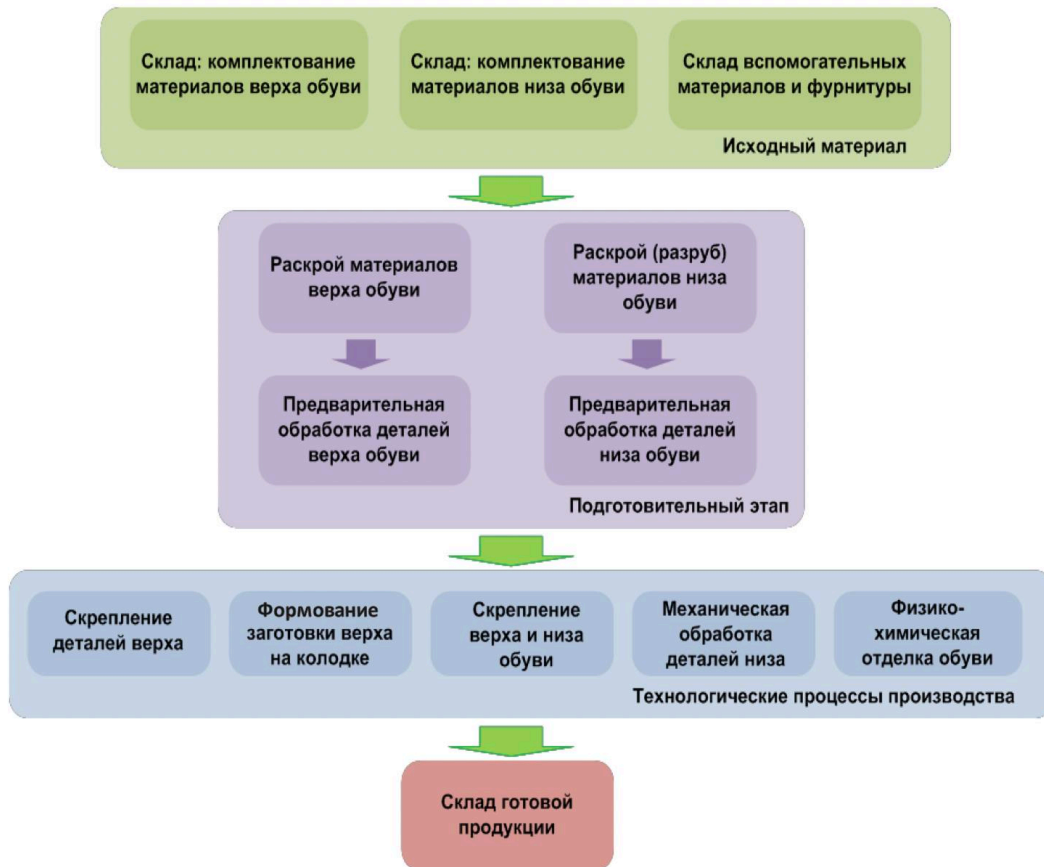 Склад: комплектование
материалов верха обуви
Склад: комплектование
материалов низа обуви
Склад вспомогательных
материалов и фурнитуры
Исходный материал
Раскрой материалов
верха обуви
Раскрой (разруб)
материалов низа
обуви
Предварительная
обработка деталей
верха обуви
Предварительная
обработка деталей
низа обуви
Подготовительный этап
Скрепление
деталей верха
Формование
заготовки верха
на колодке
Скрепление
верха и низа
обуви
Механическая
обработка
деталей низа
Физико-
химическая
отделка обуви
Технологические процессы производства
Склад готовой
продукции